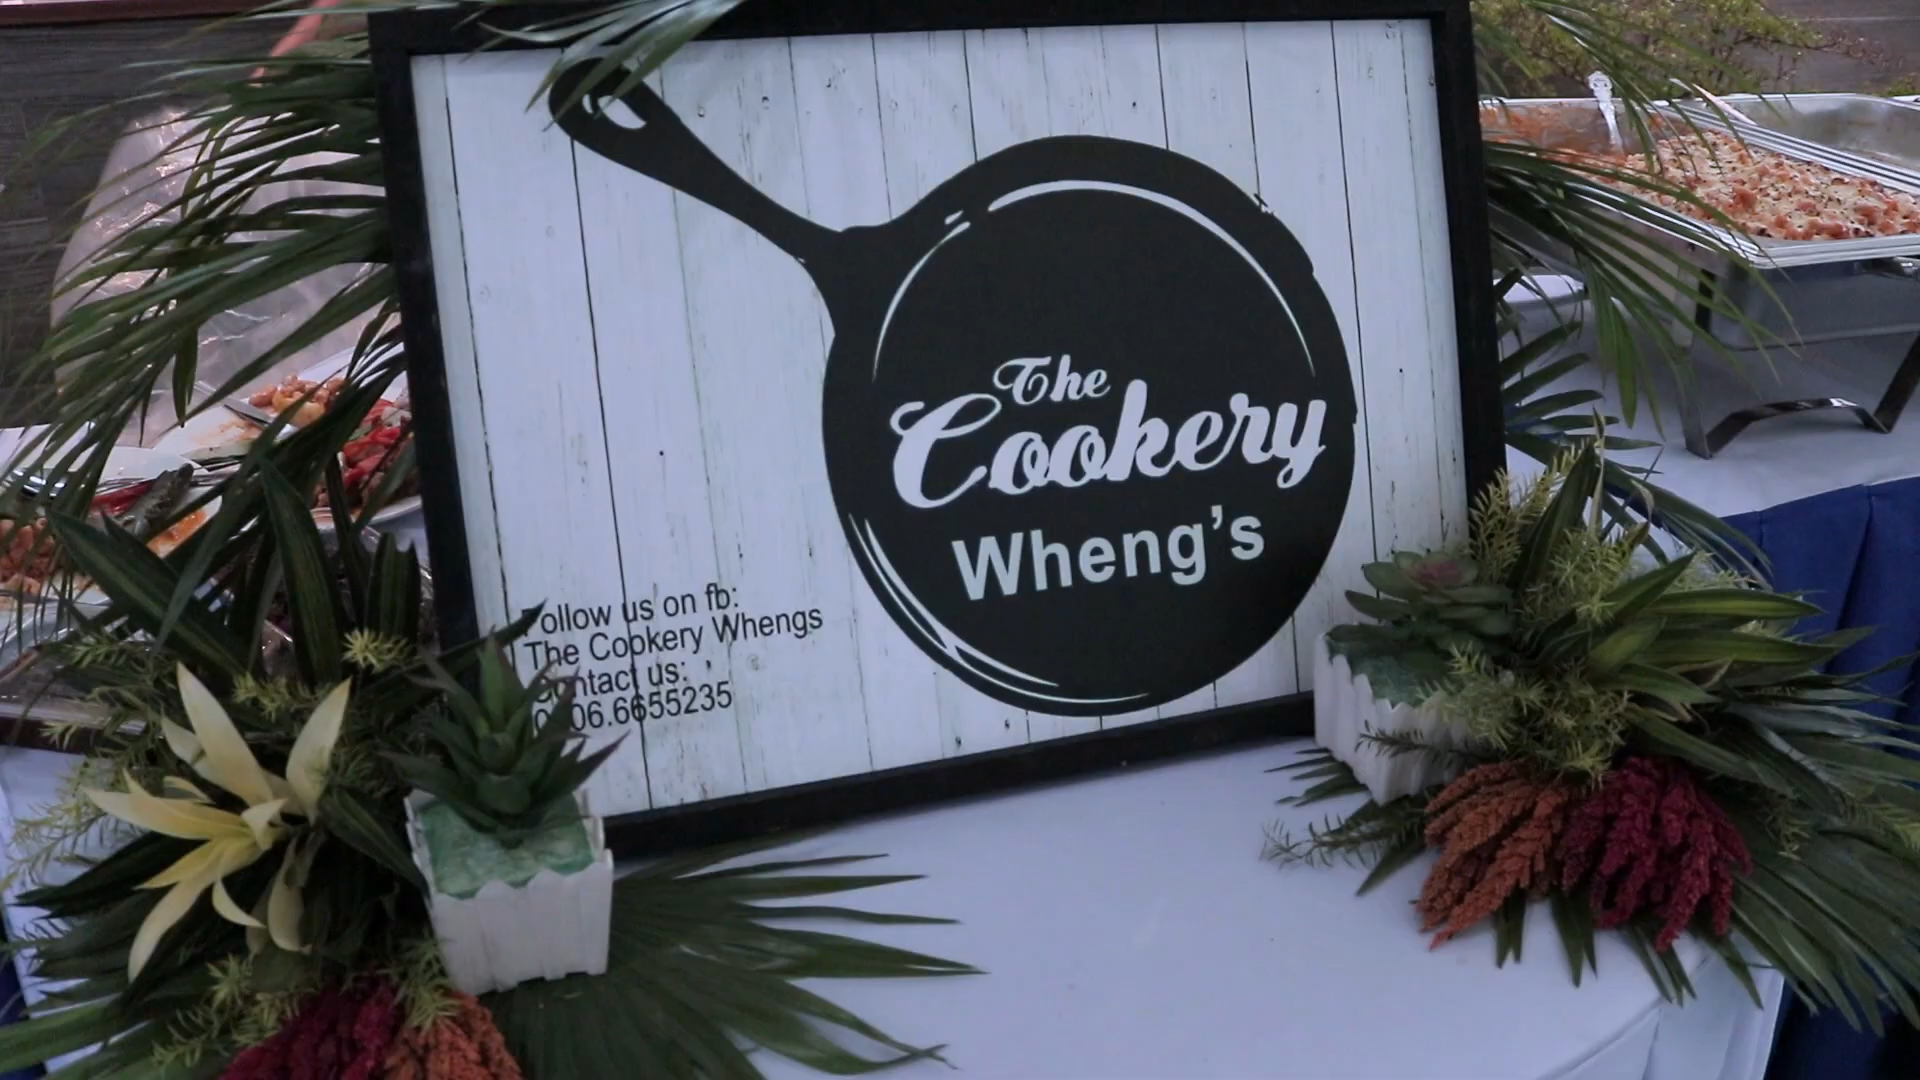 The
Cookery
Wheng's
Follow us on fb:
The Cookery Whengs
Contact us: